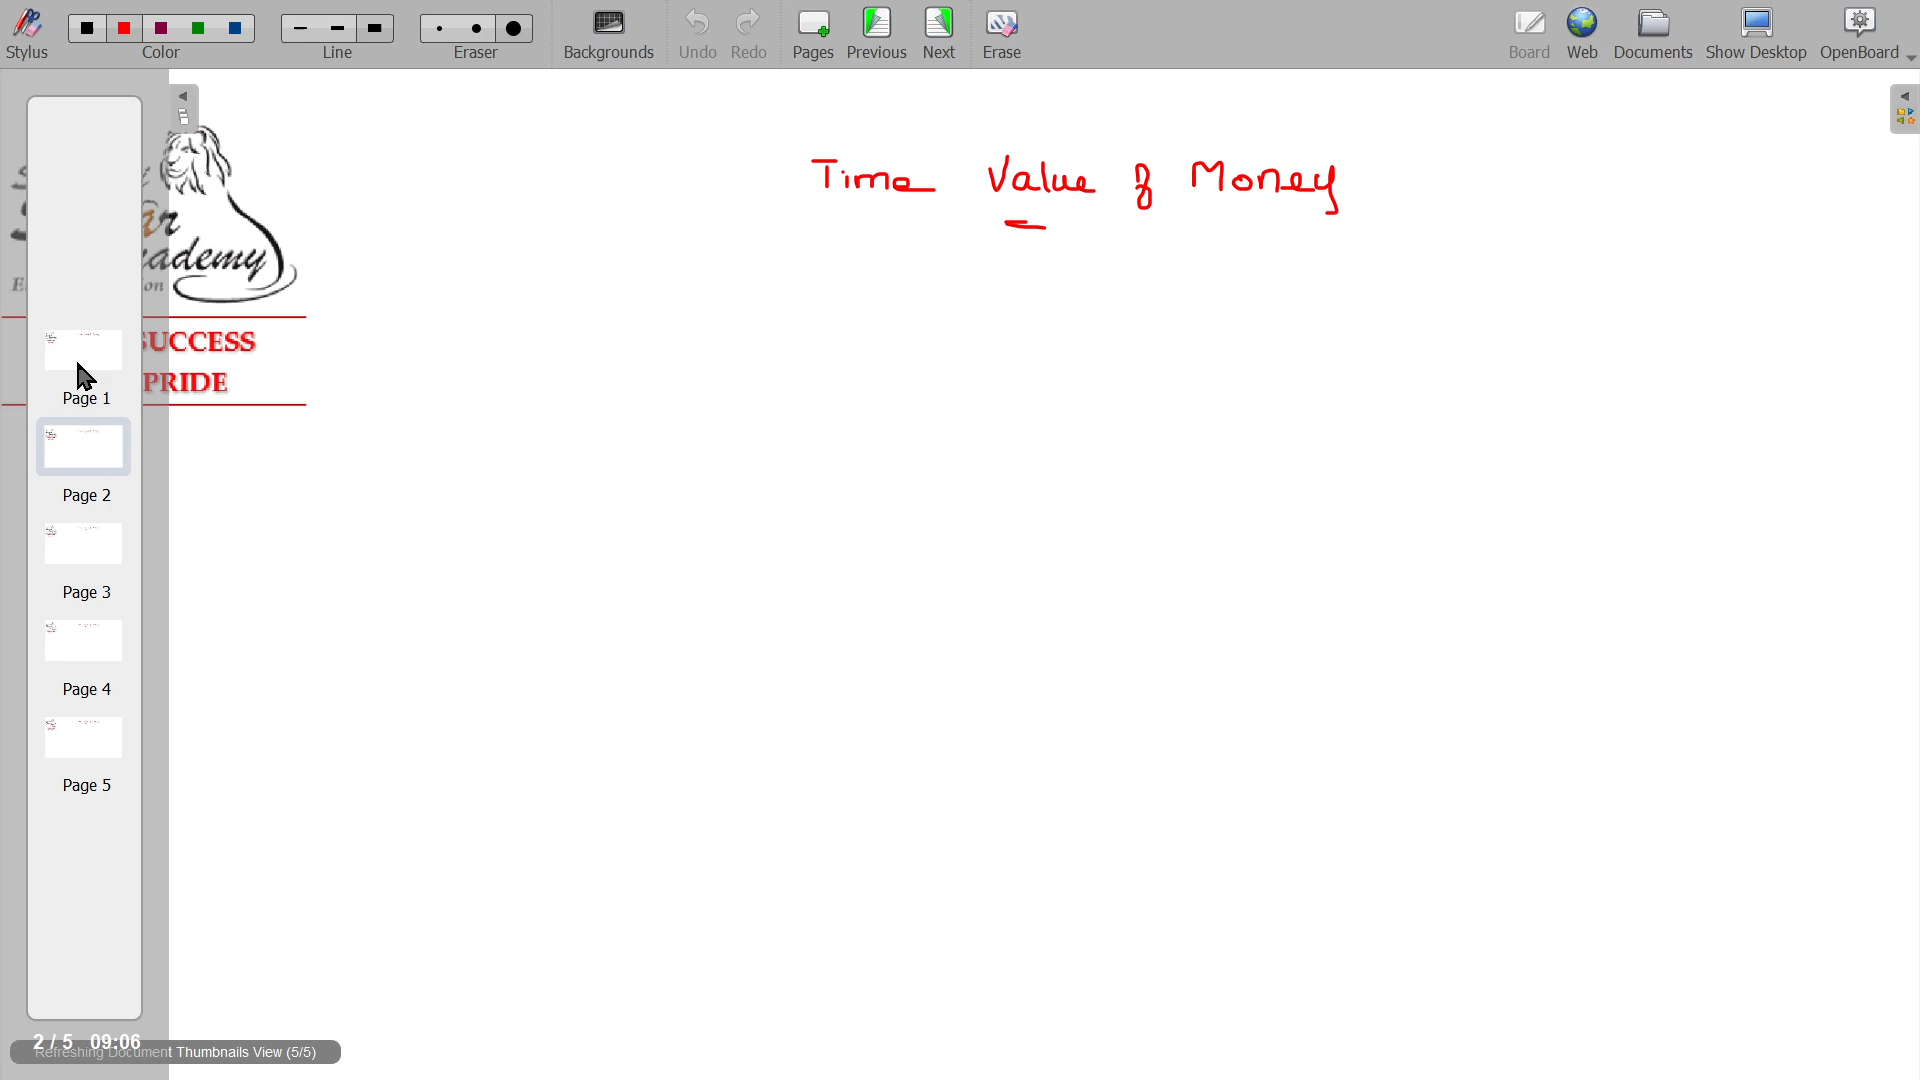 Stylus Color Line Eraser Backgrounds Undo Redo Pages Previous Next Erase Board Web Documents Show Desktop OpenBoard
Time Value of Money
ademy
on
SUCCESS
PRIDE
Page 1
Page 2
Page 3
Page 4
Page 5
2 / 5 09:06
Refreshing Document Thumbnails View (5/5)